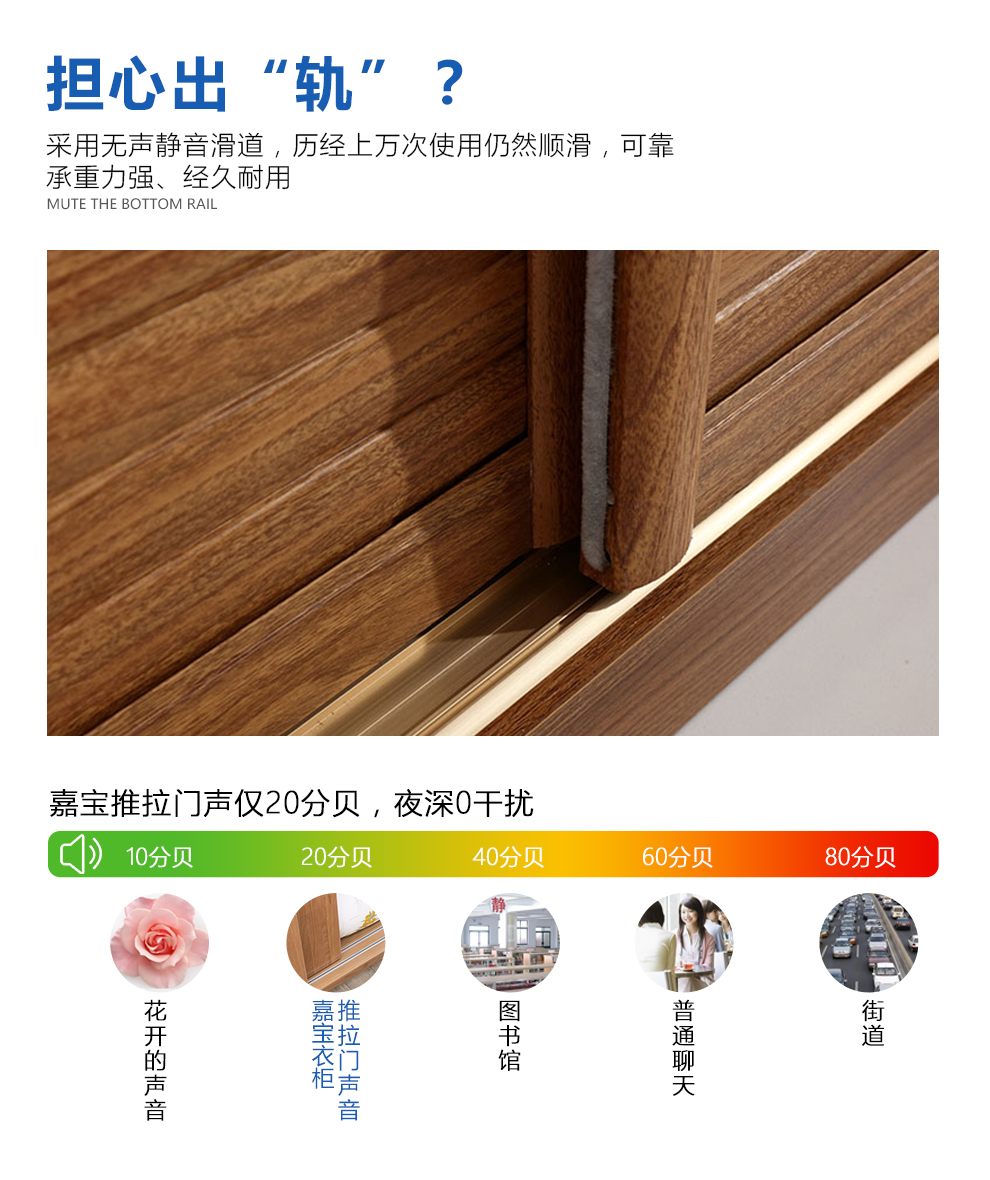 担心出“轨”？
采用无声静音滑道，历经上万次使用仍然顺滑，可靠
承重力强、经久耐用
MUTE THE BOTTOM RAIL
嘉宝推拉门声仅20分贝，夜深0干扰
10分贝 20分贝 40分贝 60分贝 80分贝
静
花开的声音
嘉宝衣柜
推拉门声音
图书馆
普通聊天
街道